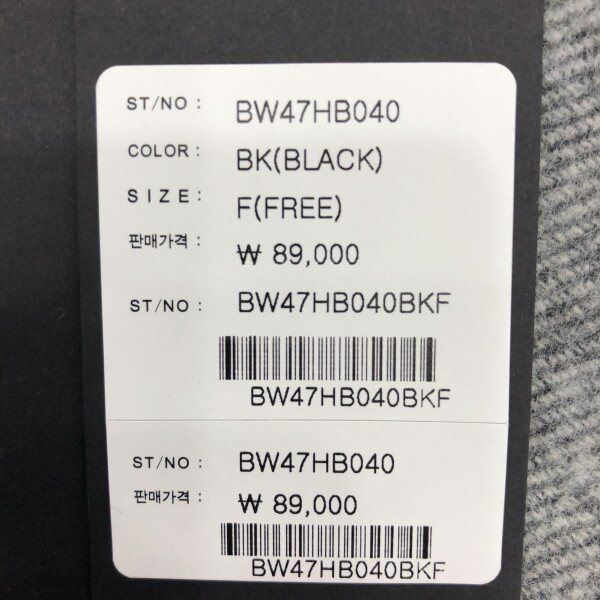 ST/NO : BW47HB040
COLOR : BK(BLACK)
SIZE : F(FREE)
판매가격 : ₩ 89,000
ST/NO : BW47HB040BKF
BW47HB040BKF
ST/NO : BW47HB040
판매가격 : ₩ 89,000
BW47HB040BKF